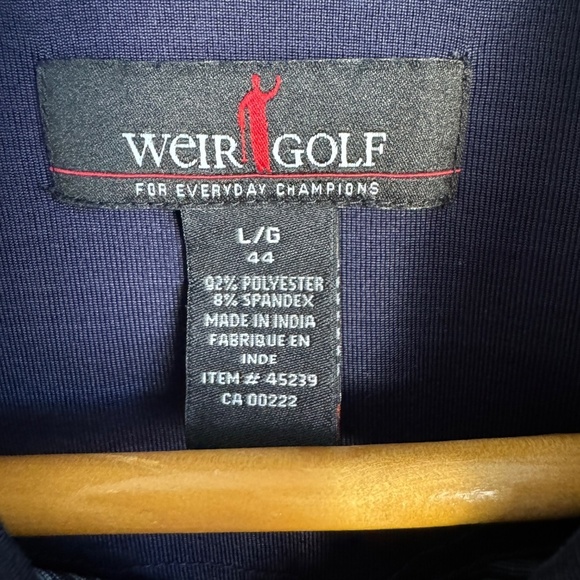 WeIR GOLF
FOR EVERYDAY CHAMPIONS
L/G
44
92% POLYESTER
8% SPANDEX
MADE IN INDIA
FABRIQUE EN
INDE
ITEM # 45239
CA 00222